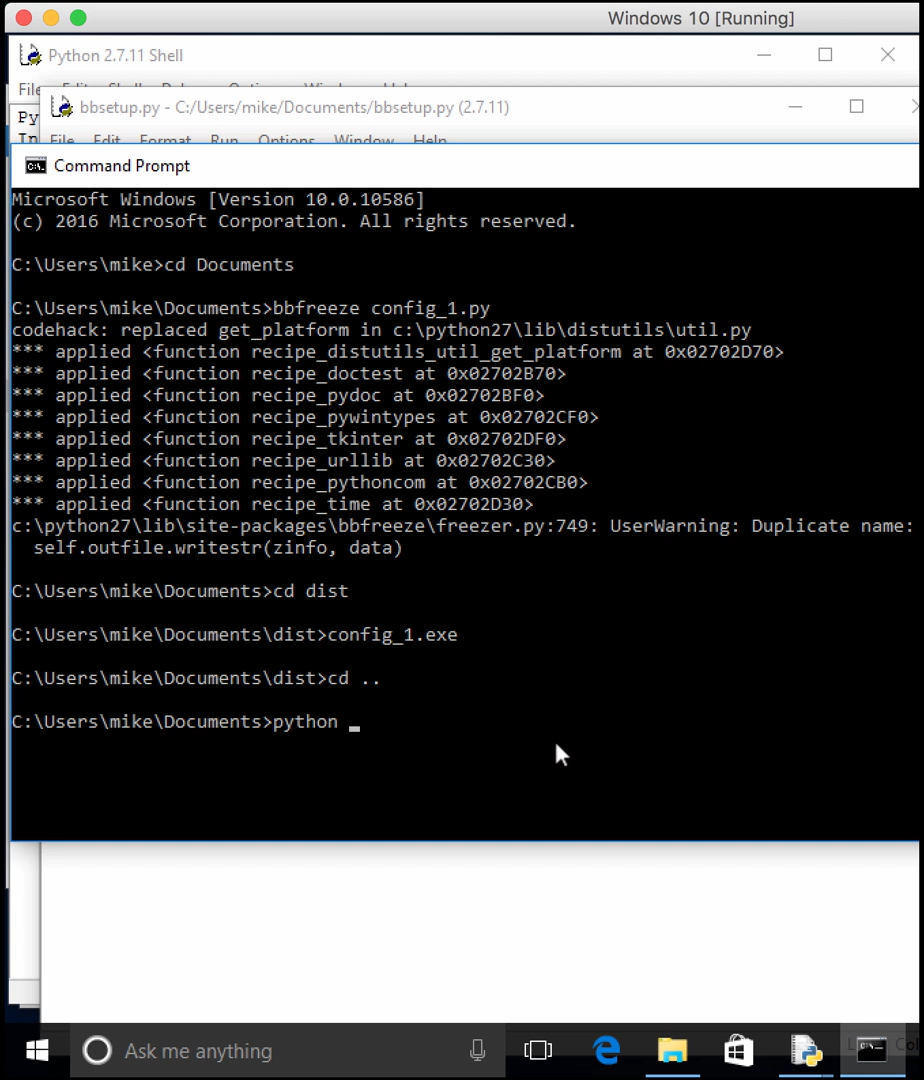 Windows 10 [Running]
Python 2.7.11 Shell
File
bbsetup.py - C:/Users/mike/Documents/bbsetup.py (2.7.11)
Py
In
File Edit Format Run Options Window Help
Command Prompt
Microsoft Windows [Version 10.0.10586]
(c) 2016 Microsoft Corporation. All rights reserved.
C:\Users\mike>cd Documents
C:\Users\mike\Documents>bbfreeze config_1.py
codehack: replaced get_platform in c:\python27\lib\distutils\util.py
*** applied <function recipe_distutils_util_get_platform at 0x02702D70>
*** applied <function recipe_doctest at 0x02702B70>
*** applied <function recipe_pydoc at 0x02702BF0>
*** applied <function recipe_pywintypes at 0x02702CF0>
*** applied <function recipe_tkinter at 0x02702DF0>
*** applied <function recipe_urllib at 0x02702C30>
*** applied <function recipe_pythoncom at 0x02702CB0>
*** applied <function recipe_time at 0x02702D30>
c:\python27\lib\site-packages\bbfreeze\freezer.py:749: UserWarning: Duplicate name:
self.outfile.writestr(zinfo, data)
C:\Users\mike\Documents>cd dist
C:\Users\mike\Documents\dist>config_1.exe
C:\Users\mike\Documents\dist>cd ..
C:\Users\mike\Documents>python _
Ask me anything